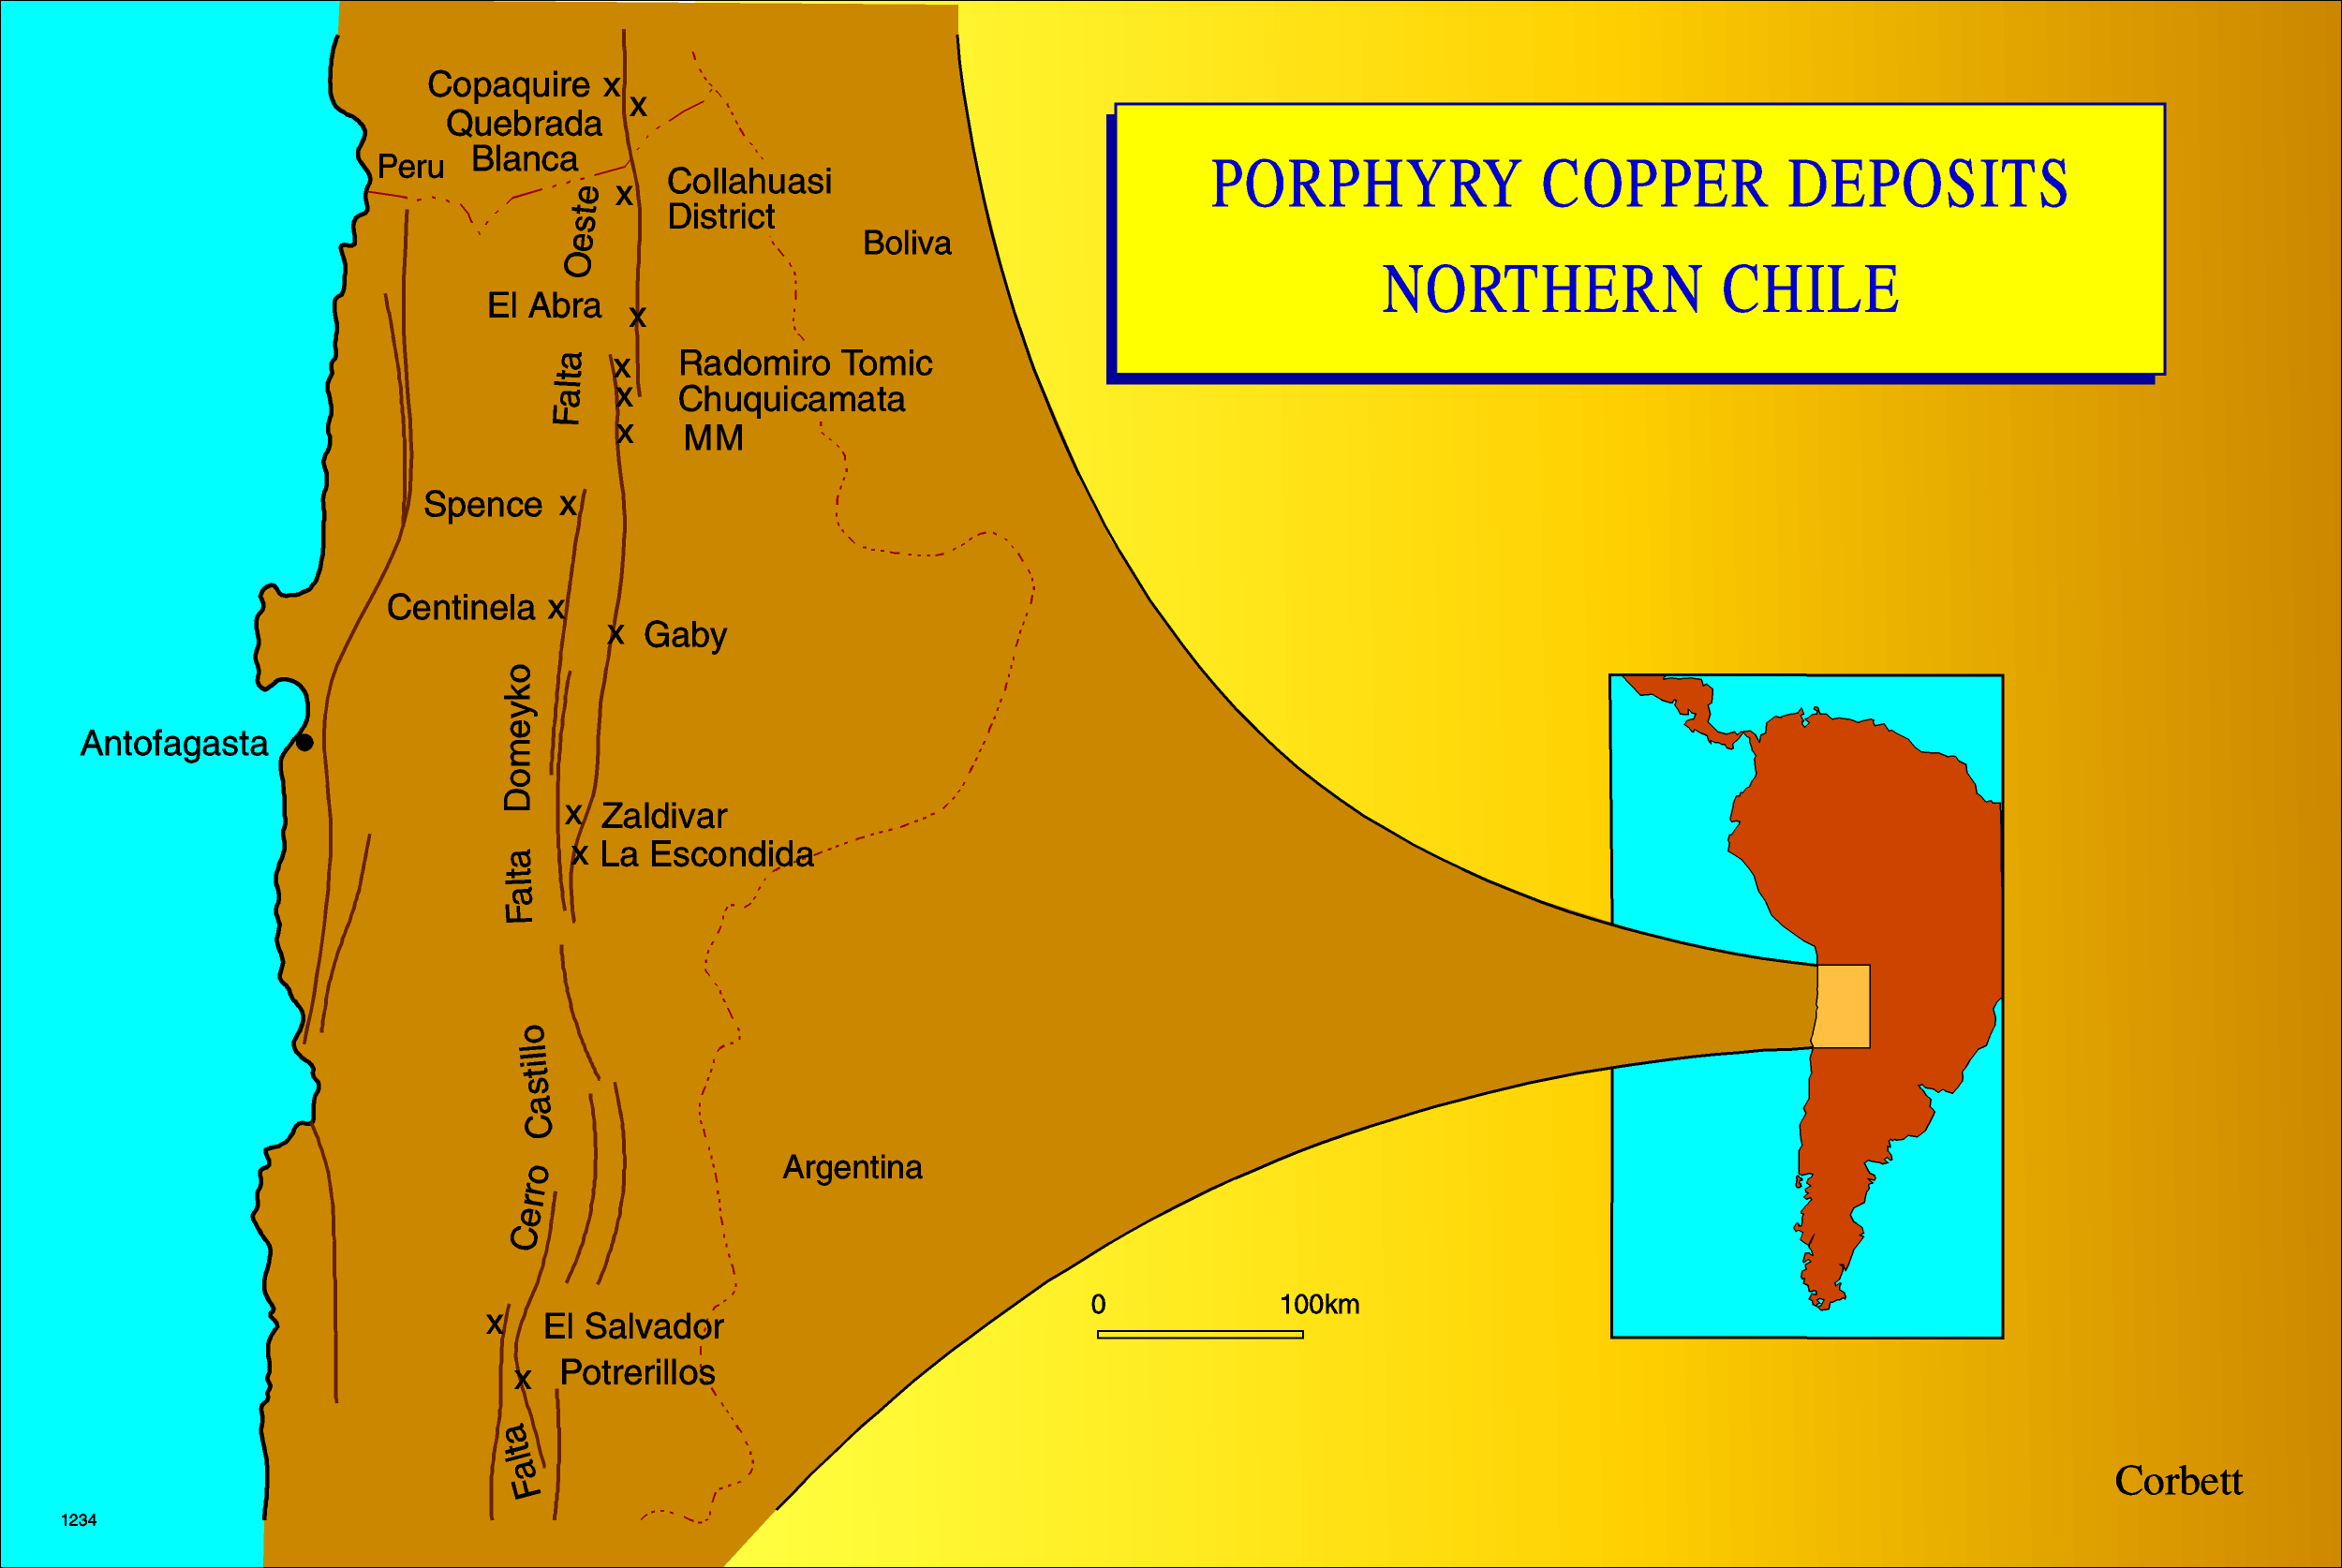 PORPHYRY COPPER DEPOSITS
NORTHERN CHILE
Copaquire x
x
Quebrada
Blanca
Peru
x
Collahuasi
District
Oeste
Boliva
El Abra
x
Falta
x Radomiro Tomic
x Chuquicamata
x MM
Spence x
Centinela x
x Gaby
Domeyko
Antofagasta
x Zaldivar
x La Escondida
Falta
Castillo
Cerro
Argentina
0 100km
x El Salvador
x Potrerillos
Falta
Corbett
1234